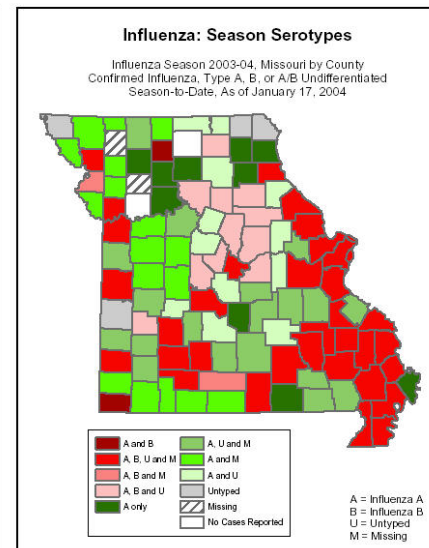 Influenza: Season Serotypes
Influenza Season 2003-04, Missouri by County
Confirmed Influenza, Type A, B, or A/B Undifferentiated
Season-to-Date, As of January 17, 2004
A and B
A, B, U and M
A, B and M
A, B and U
A only
A, U and M
A and M
A and U
Untyped
Missing
No Cases Reported
A = Influenza A
B = Influenza B
U = Untyped
M = Missing